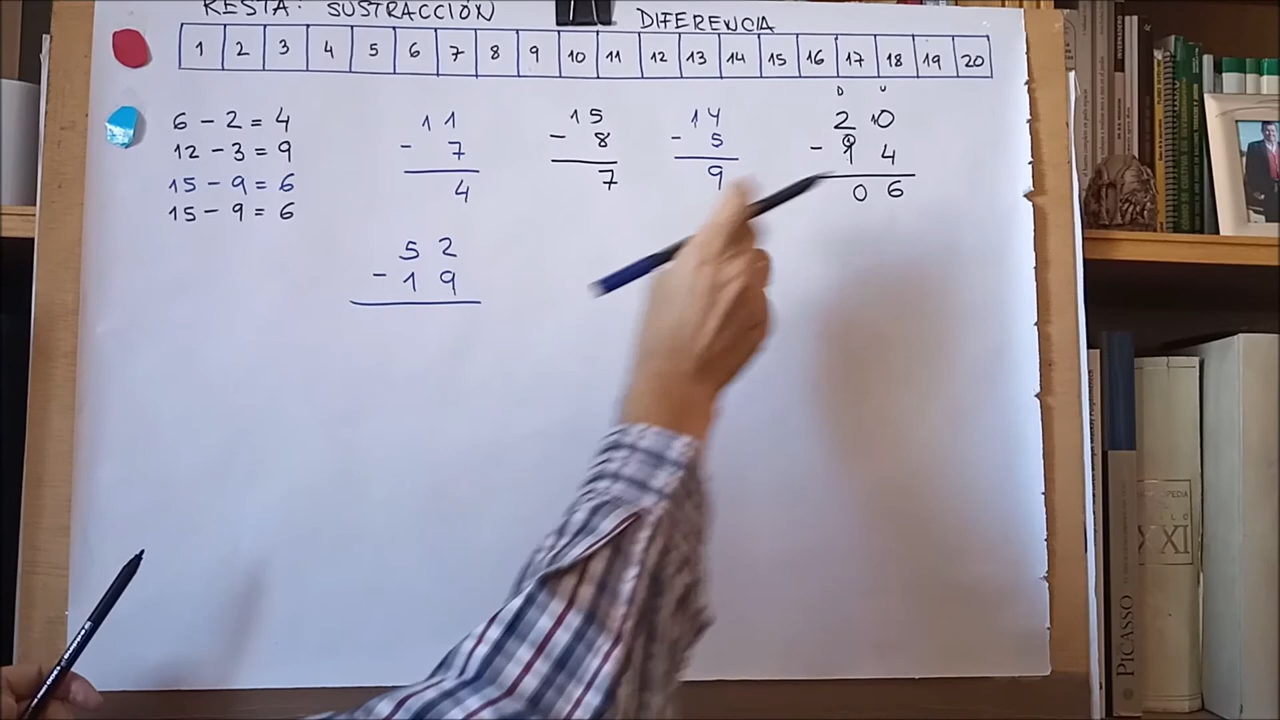 RESTA: SUSTRACCIÓN
DIFERENCIA
1 2 3 4 5 6 7 8 9 10 11 12 13 14 15 16 17 18 19 20
6 - 2 = 4
12 - 3 = 9
15 - 9 = 6
15 - 9 = 6
11
- 7
4
15
- 8
7
14
- 5
9
D U
2 10
- 1 4
0 6
52
- 19
PICASSO
XXI